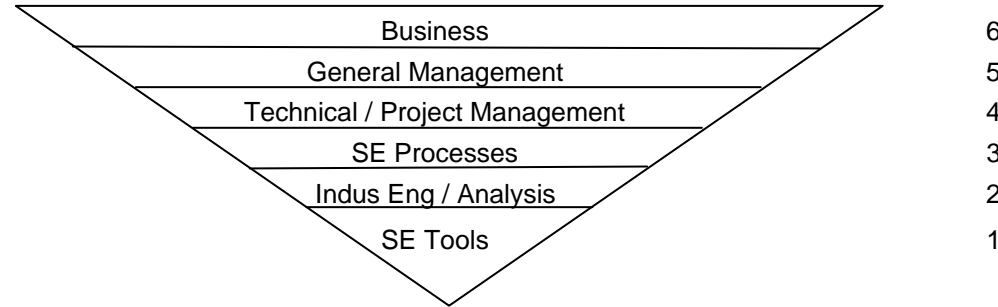 Business 6
General Management 5
Technical / Project Management 4
SE Processes 3
Indus Eng / Analysis 2
SE Tools 1